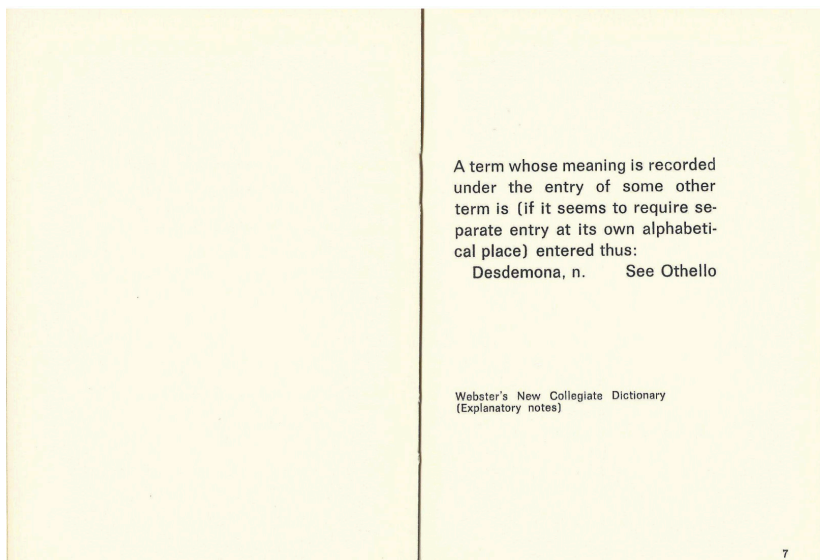 A term whose meaning is recorded
under the entry of some other
term is (if it seems to require se-
parate entry at its own alphabeti-
cal place) entered thus:
Desdemona, n. See Othello
Webster's New Collegiate Dictionary
(Explanatory notes)
7